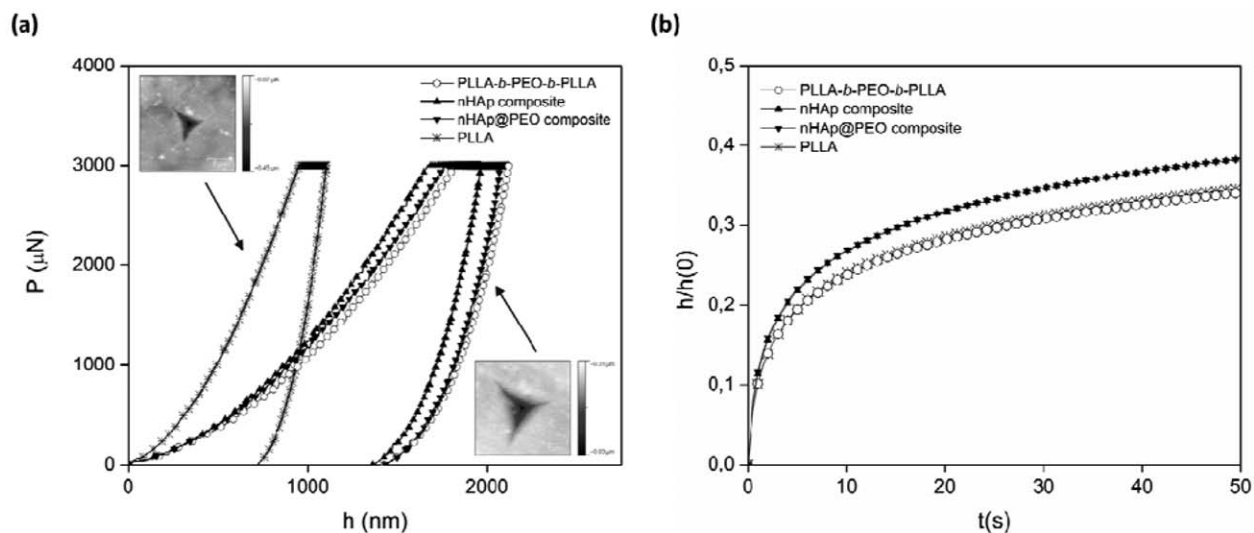 (a)
(b)
4000
3000
2000
1000
0
P (μN)
0
1000
2000
h (nm)
PLLA-b-PEO-b-PLLA
nHAp composite
nHAp@PEO composite
PLLA
0,5
0,4
0,3
0,2
0,1
0,0
h/h(0)
0
10
20
30
40
50
t(s)
PLLA-b-PEO-b-PLLA
nHAp composite
nHAp@PEO composite
PLLA